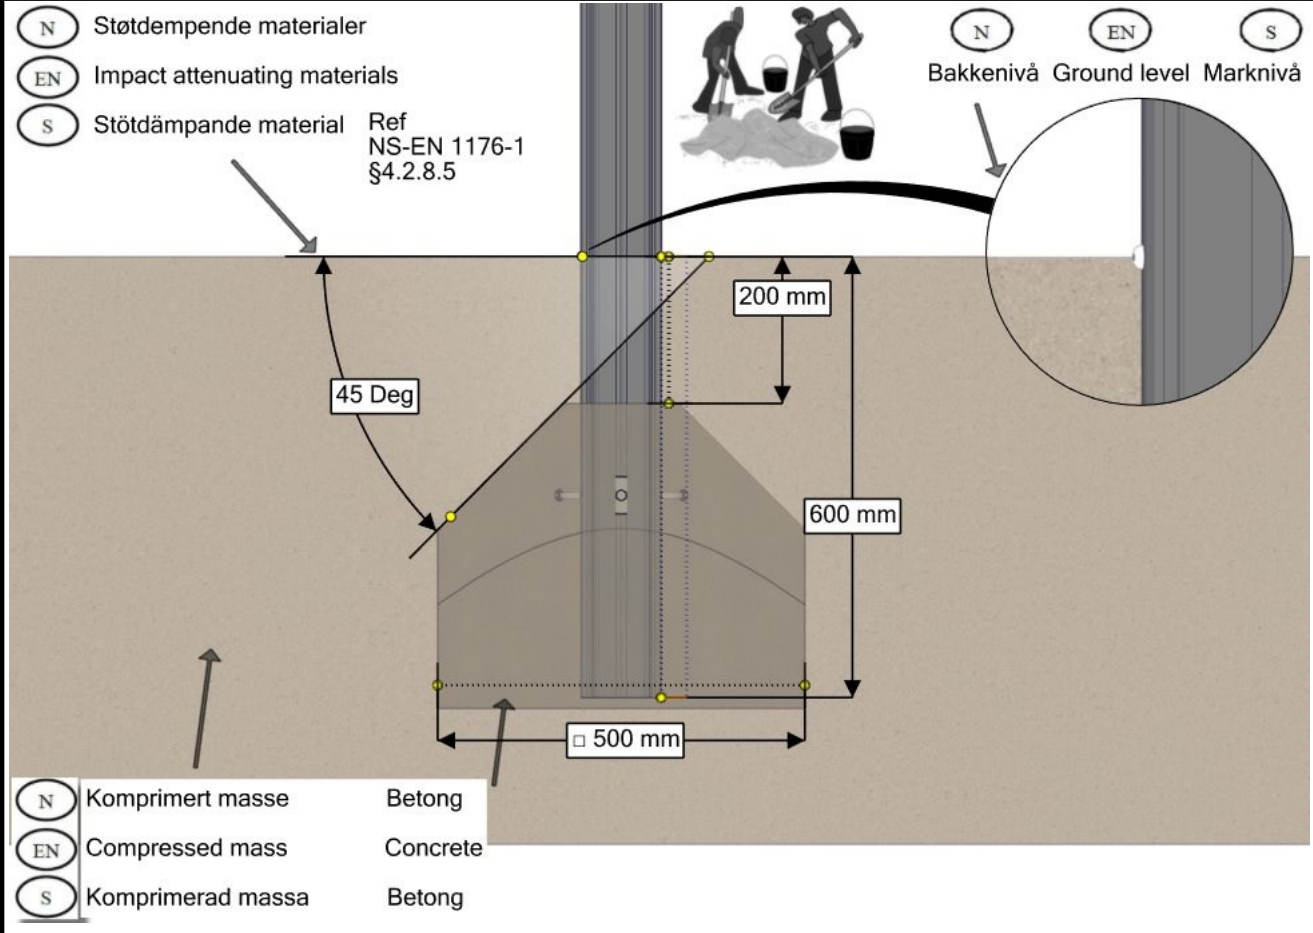 N Støtdempende materialer
EN Impact attenuating materials
S Stötdämpande material
Ref
NS-EN 1176-1
§4.2.8.5
N EN S
Bakkenivå Ground level Marknivå
200 mm
45 Deg
600 mm
□ 500 mm
N Komprimert masse Betong
EN Compressed mass Concrete
S Komprimerad massa Betong